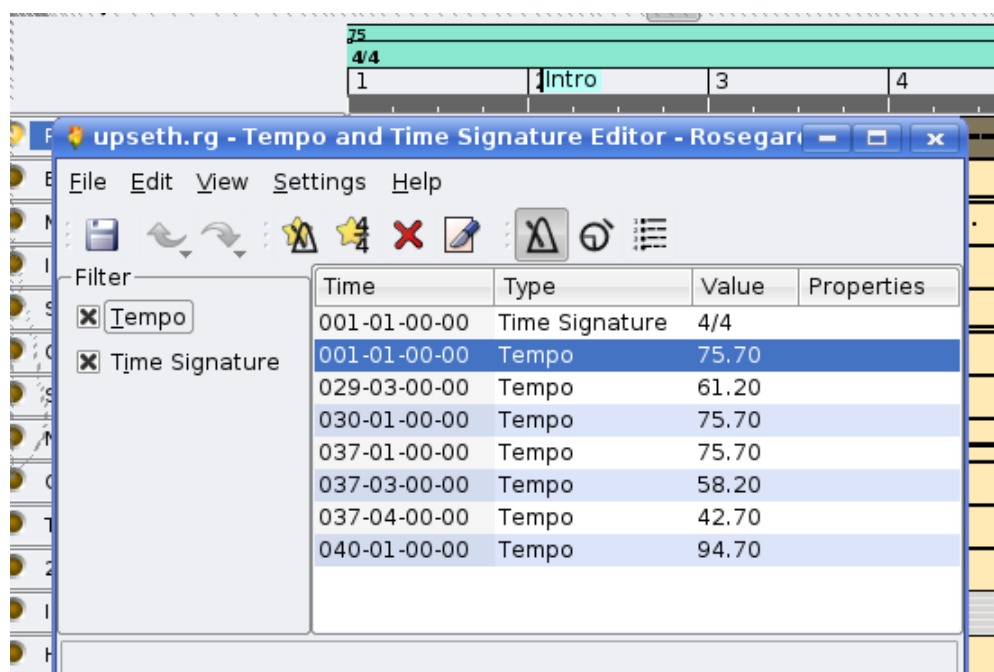 75
4/4
1 2 Intro 3 4
upseth.rg - Tempo and Time Signature Editor - Rosegar
File Edit View Settings Help
Filter
Tempo
Time Signature
Time Type Value Properties
001-01-00-00 Time Signature 4/4
001-01-00-00 Tempo 75.70
029-03-00-00 Tempo 61.20
030-01-00-00 Tempo 75.70
037-01-00-00 Tempo 75.70
037-03-00-00 Tempo 58.20
037-04-00-00 Tempo 42.70
040-01-00-00 Tempo 94.70